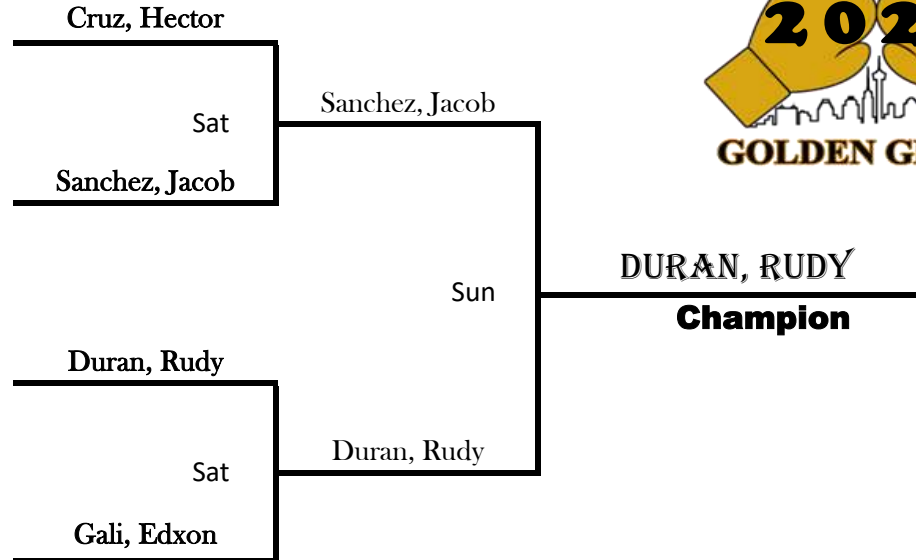 Cruz, Hector
202
Sat
Sanchez, Jacob
GOLDEN
Sanchez, Jacob
Sun
DURAN, RUDY
Champion
Duran, Rudy
Sat
Duran, Rudy
Gali, Edxon